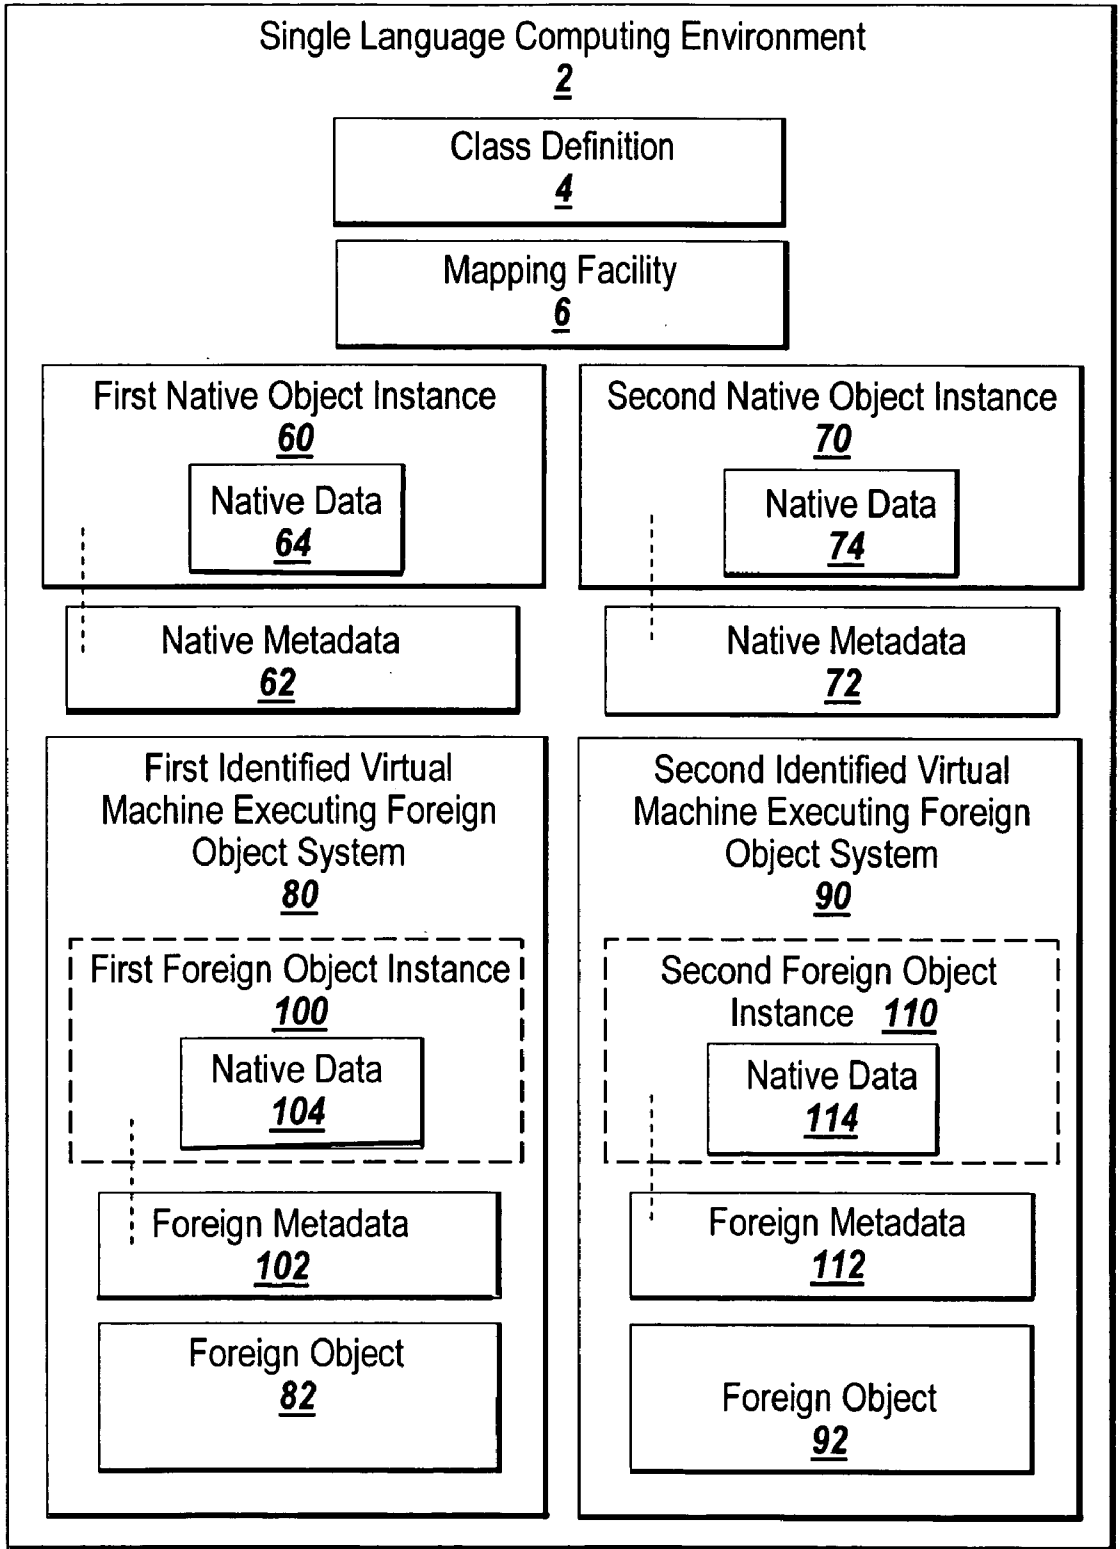 Single Language Computing Environment
2
Class Definition
4
Mapping Facility
6
First Native Object Instance
60
Native Data
64
Native Metadata
62
Second Native Object Instance
70
Native Data
74
Native Metadata
72
First Identified Virtual
Machine Executing Foreign
Object System
80
First Foreign Object Instance
100
Native Data
104
Foreign Metadata
102
Foreign Object
82
Second Identified Virtual
Machine Executing Foreign
Object System
90
Second Foreign Object
Instance 110
Native Data
114
Foreign Metadata
112
Foreign Object
92